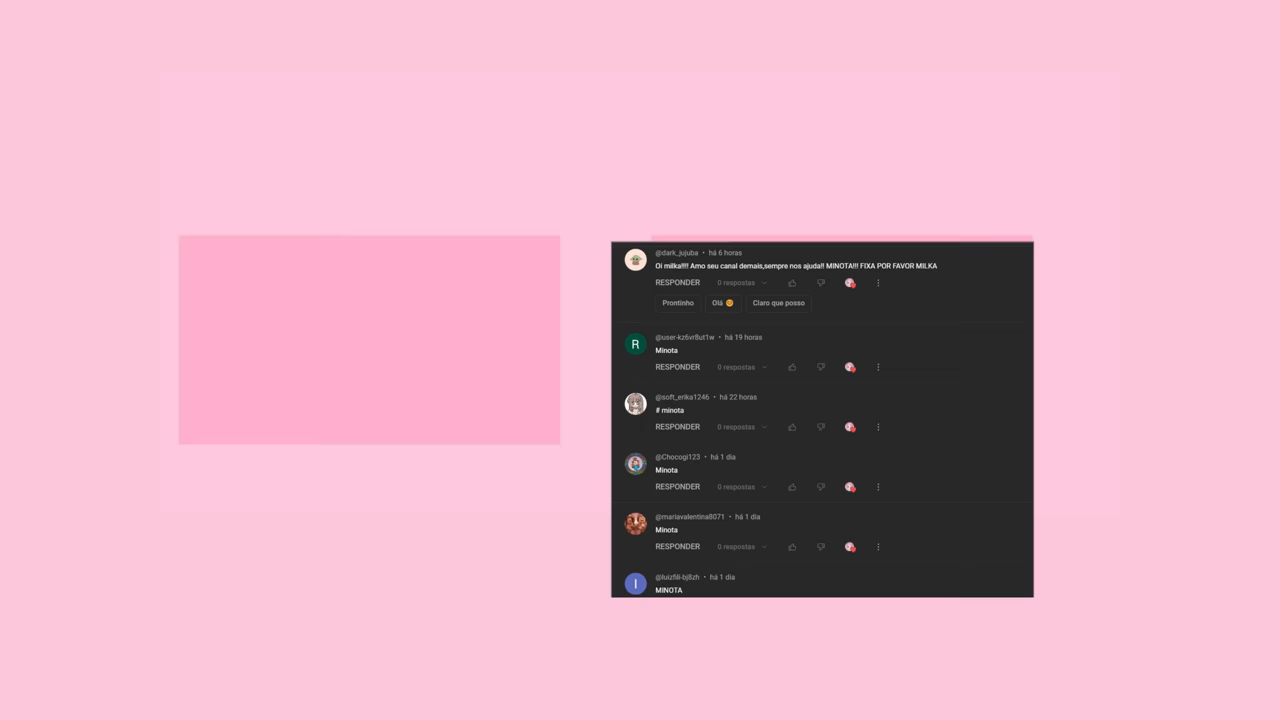 @dark_jujuba • há 6 horas
Oi milka!!!! Amo seu canal demais,sempre nos ajuda!! MINOTA!!! FIXA POR FAVOR MILKA
RESPONDER 0 respostas
Prontinho Olá 😊 Claro que posso
R
@user-kz6vr8ut1w • há 19 horas
Minota
RESPONDER 0 respostas
@soft_erika1246 • há 22 horas
# minota
RESPONDER 0 respostas
@Chocogi123 • há 1 dia
Minota
RESPONDER 0 respostas
@mariavalentina8071 • há 1 dia
Minota
RESPONDER 0 respostas
I
@luizfili-bj8zh • há 1 dia
MINOTA